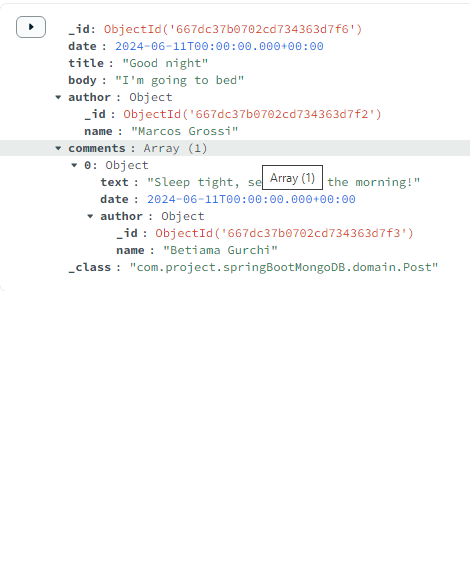 _id: ObjectId('667dc37b0702cd734363d7f6')
date : 2024-06-11T00:00:00.000+00:00
title : "Good night"
body : "I'm going to bed"
author : Object
_id : ObjectId('667dc37b0702cd734363d7f2')
name : "Marcos Grossi"
comments : Array (1)
0: Object
Array (1)
text : "Sleep tight, se the morning!"
date : 2024-06-11T00:00:00.000+00:00
author : Object
_id : ObjectId('667dc37b0702cd734363d7f3')
name : "Betiama Gurchi"
_class : "com.project.springBootMongoDB.domain.Post"